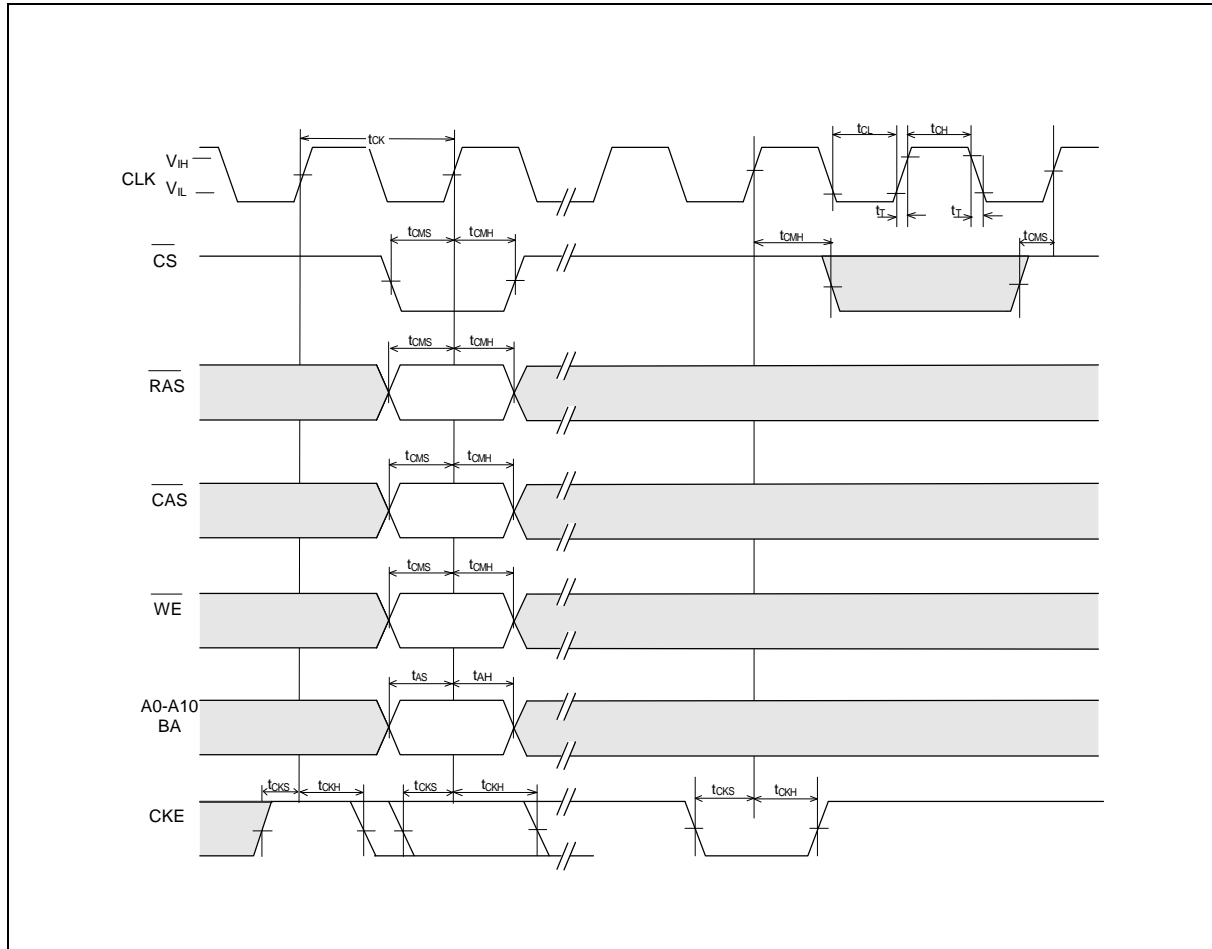 tCK
tCL
tCH
VIH
CLK
VIL
tT
tT
tCMS
tCMH
tCMH
tCMS
CS
tCMS
tCMH
RAS
tCMS
tCMH
CAS
tCMS
tCMH
WE
tAS
tAH
A0-A10
BA
tCKS
tCKH
tCKS
tCKH
tCKS
tCKH
CKE